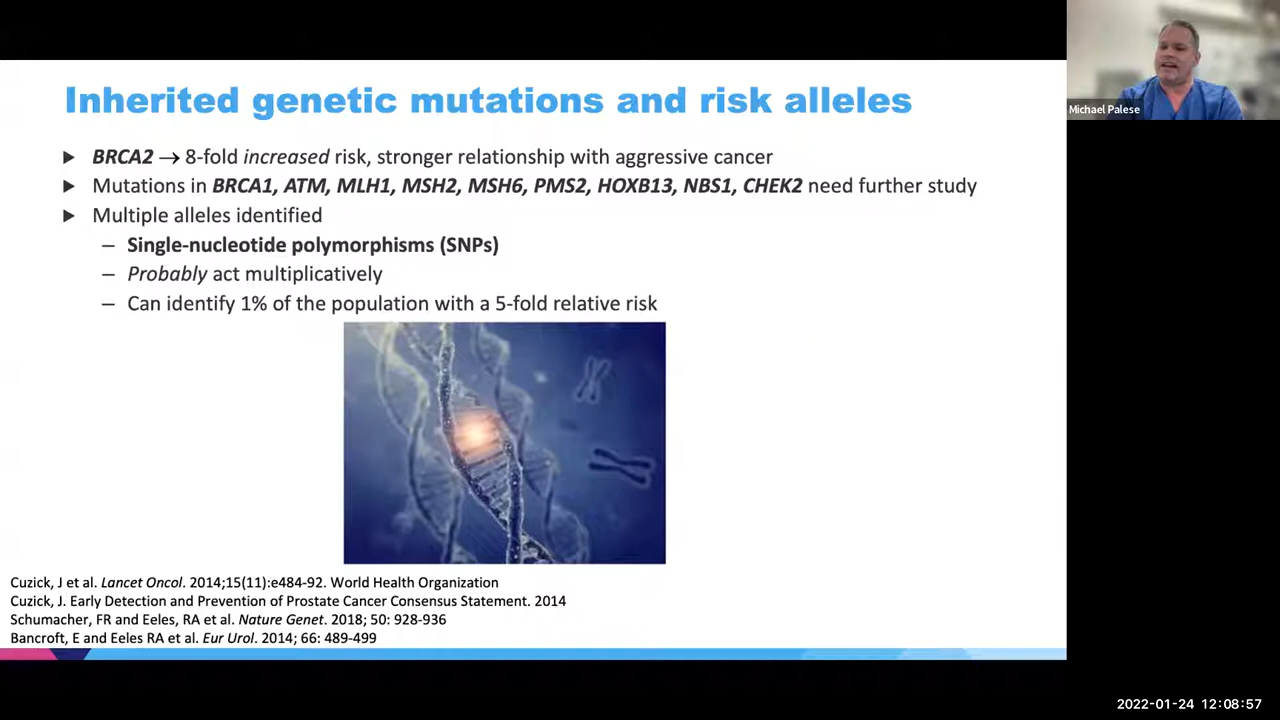 Inherited genetic mutations and risk alleles
Michael Palese
▶ BRCA2 → 8-fold increased risk, stronger relationship with aggressive cancer
▶ Mutations in BRCA1, ATM, MLH1, MSH2, MSH6, PMS2, HOXB13, NBS1, CHEK2 need further study
▶ Multiple alleles identified
– Single-nucleotide polymorphisms (SNPs)
– Probably act multiplicatively
– Can identify 1% of the population with a 5-fold relative risk
Cuzick, J et al. Lancet Oncol. 2014;15(11):e484-92. World Health Organization
Cuzick, J. Early Detection and Prevention of Prostate Cancer Consensus Statement. 2014
Schumacher, FR and Eeles, RA et al. Nature Genet. 2018; 50: 928-936
Bancroft, E and Eeles RA et al. Eur Urol. 2014; 66: 489-499
2022-01-24 12:08:57